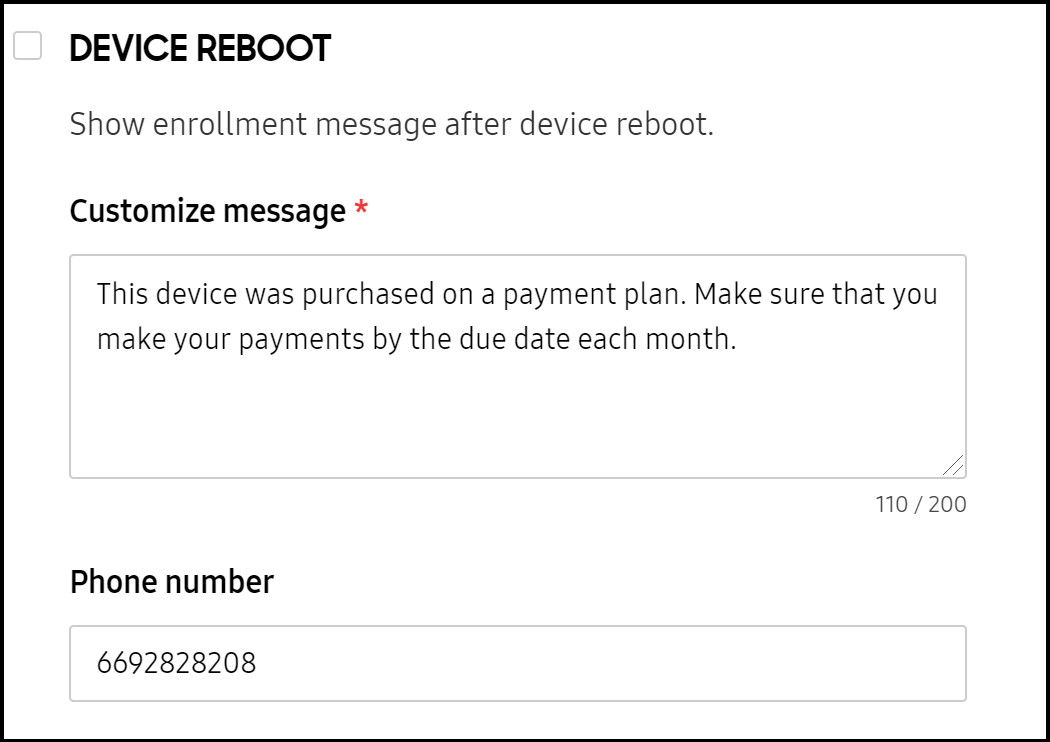 DEVICE REBOOT
Show enrollment message after device reboot.
Customize message *
This device was purchased on a payment plan. Make sure that you
make your payments by the due date each month.
110 / 200
Phone number
6692828208